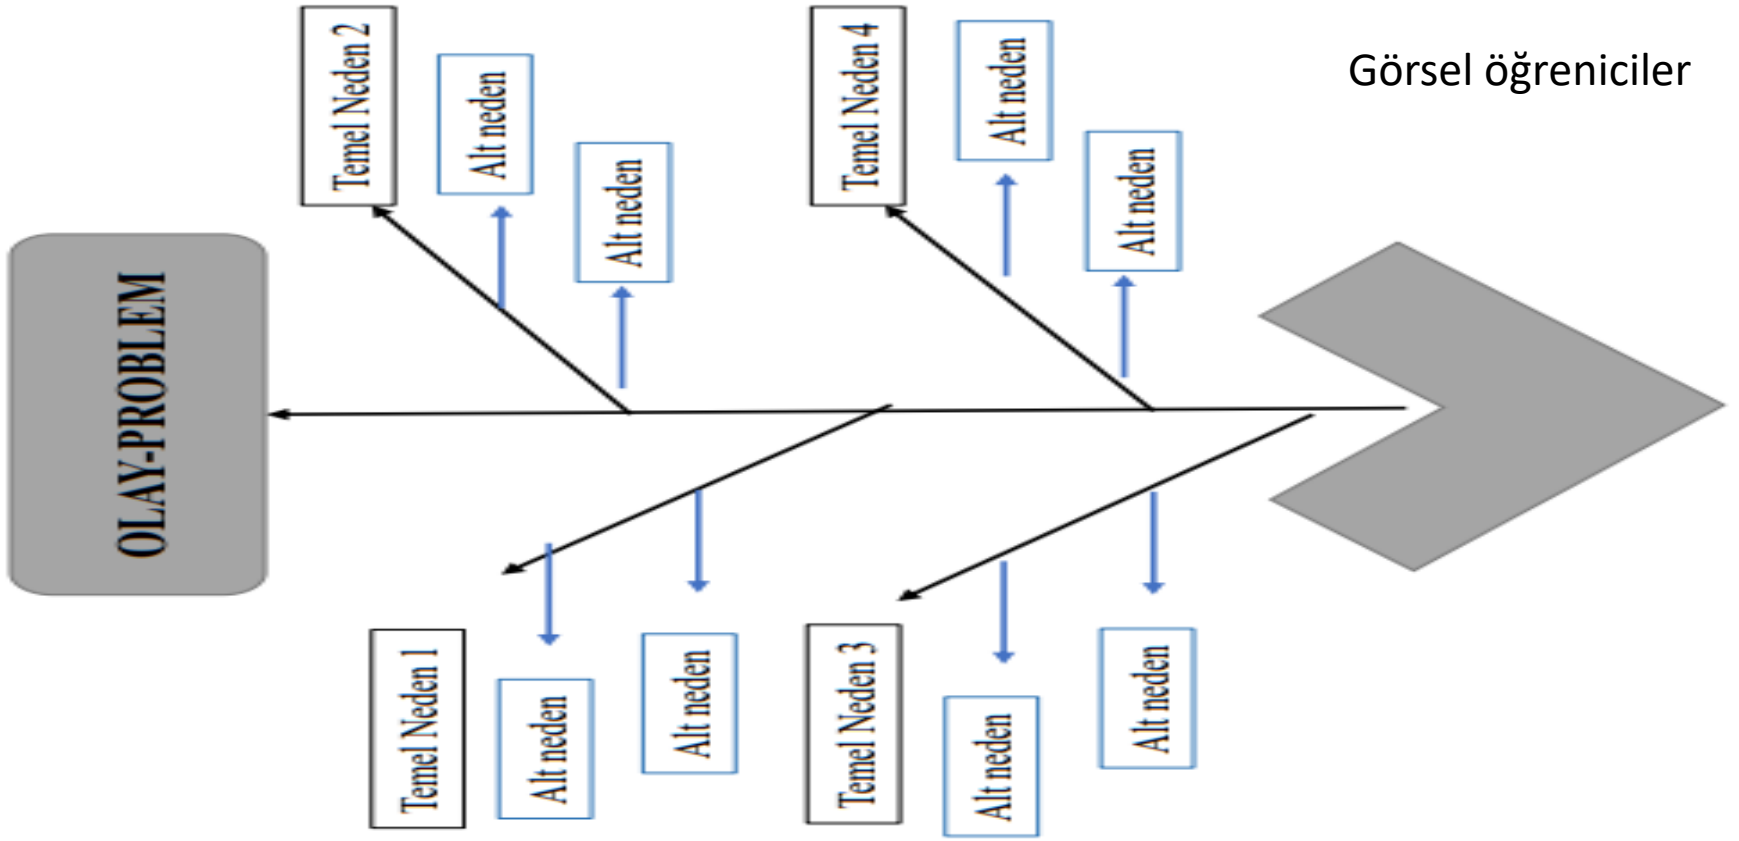 Görsel öğreniciler
OLAY-PROBLEM
Temel Neden 2
Alt neden
Alt neden
Temel Neden 4
Alt neden
Alt neden
Temel Neden 1
Alt neden
Alt neden
Temel Neden 3
Alt neden
Alt neden